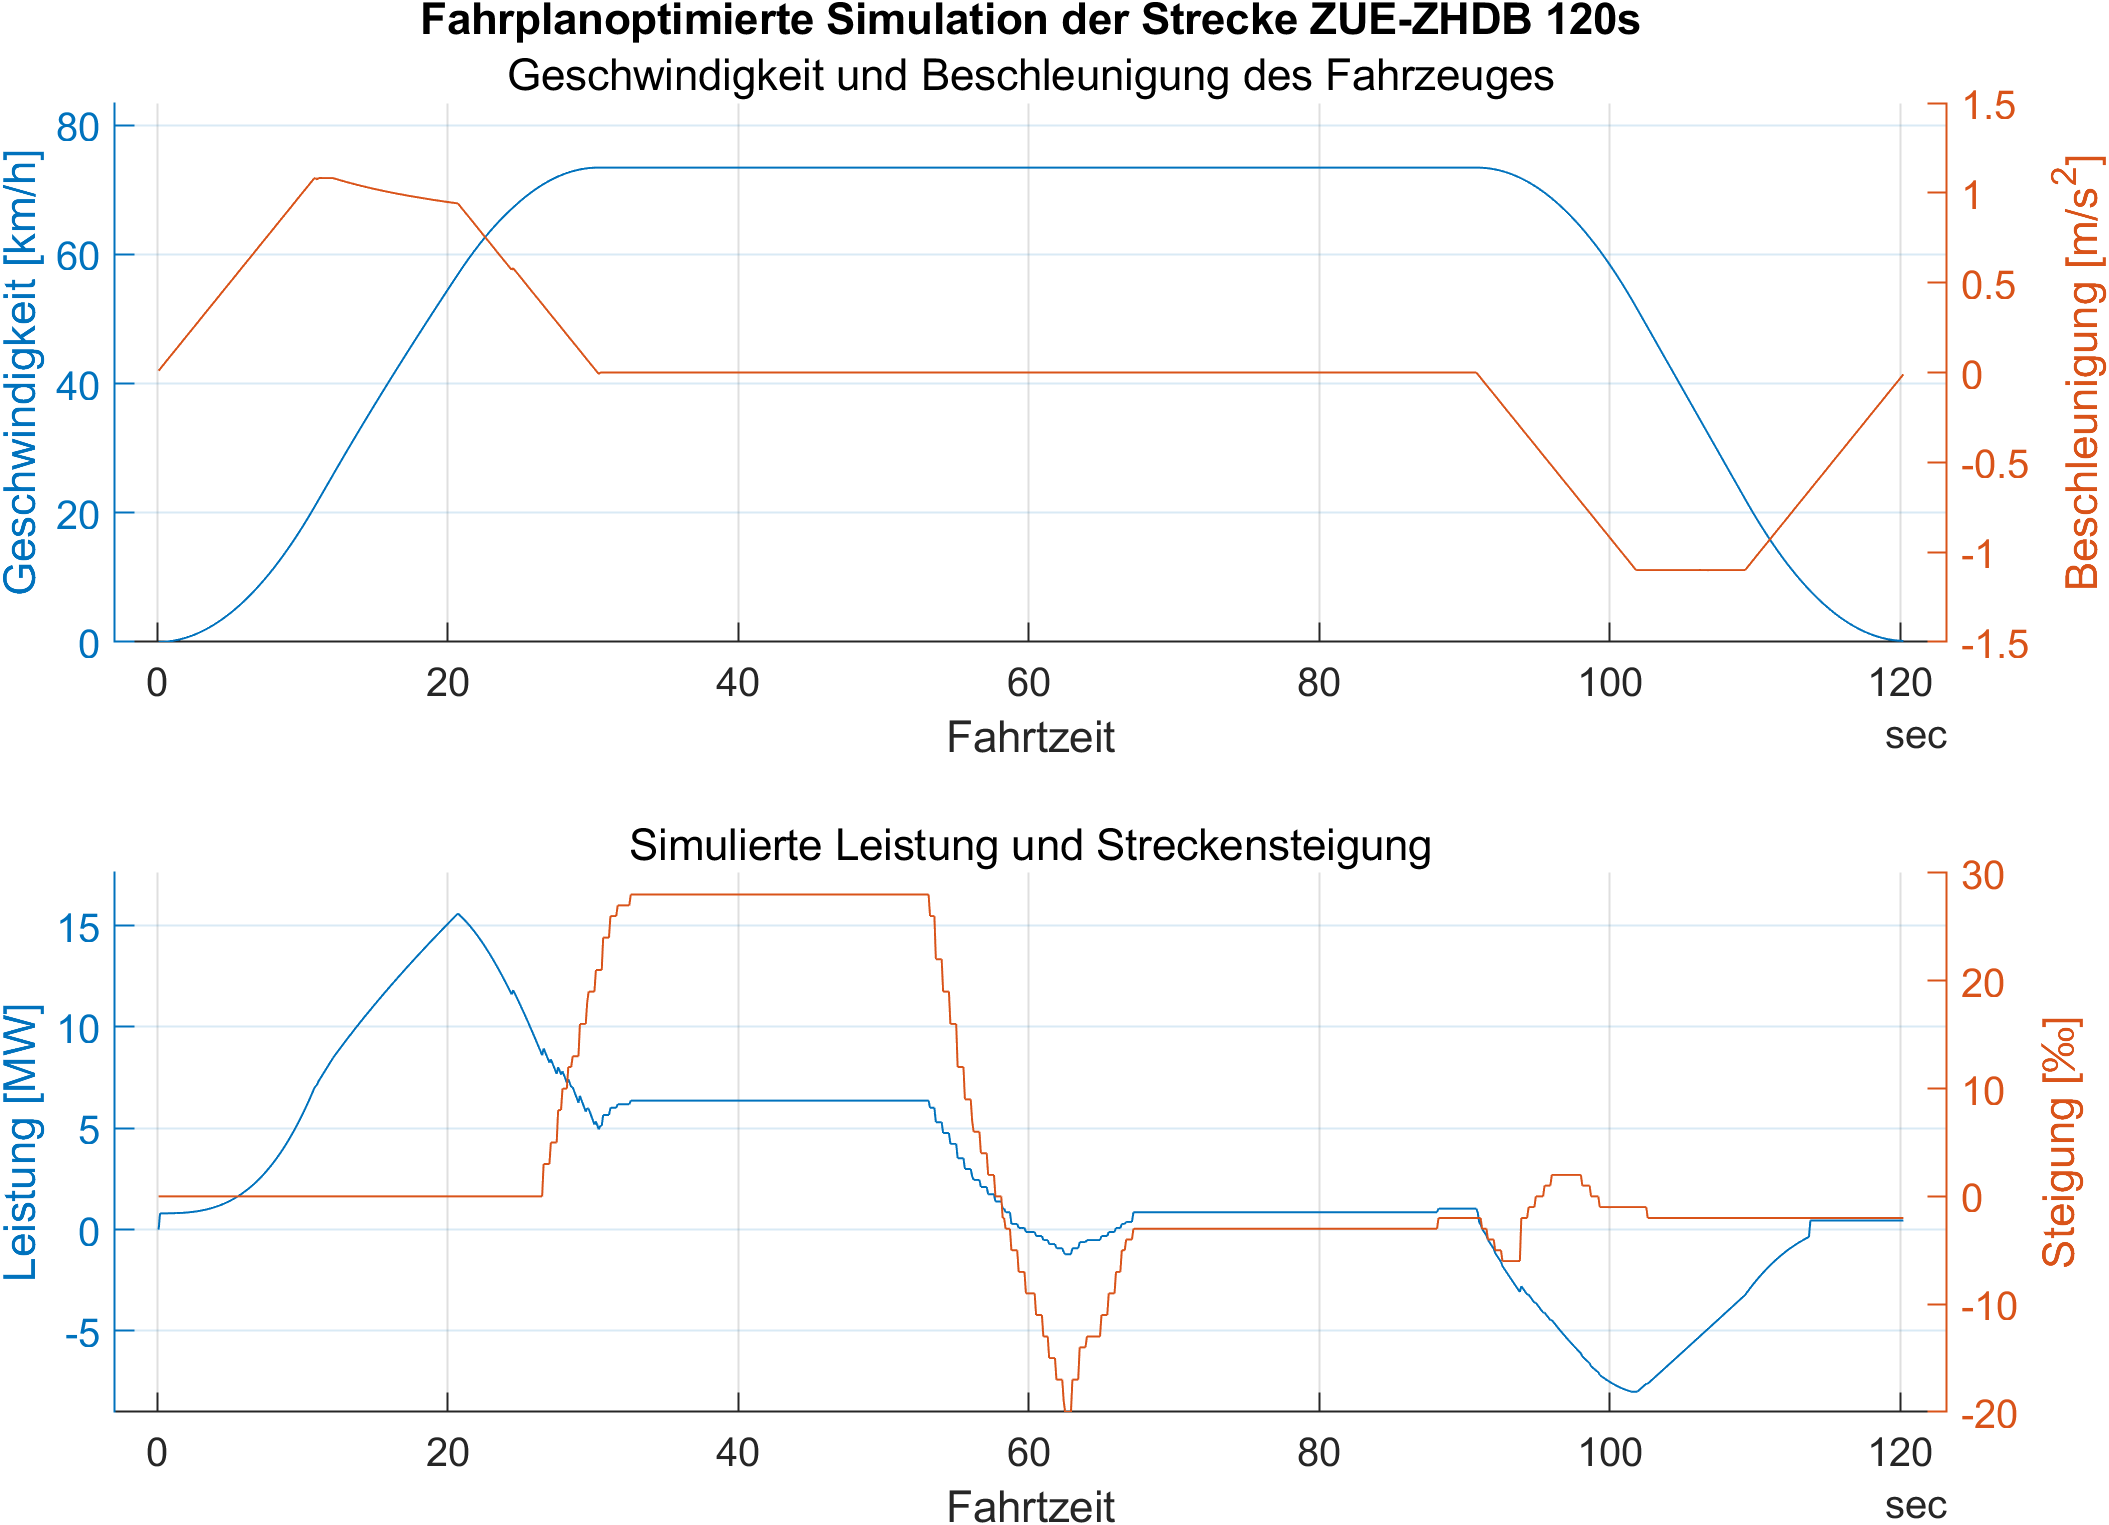 Fahrplanoptimierte Simulation der Strecke ZUE-ZHDB 120s
Geschwindigkeit und Beschleunigung des Fahrzeuges
Geschwindigkeit [km/h]
80
60
40
20
0
1.5
1
0.5
0
-0.5
-1
-1.5
Beschleunigung [m/s²]
0 20 40 60 80 100 120
Fahrtzeit
sec
Simulierte Leistung und Streckensteigung
Leistung [MW]
15
10
5
0
-5
30
20
10
0
-10
-20
Steigung [‰]
0 20 40 60 80 100 120
Fahrtzeit
sec